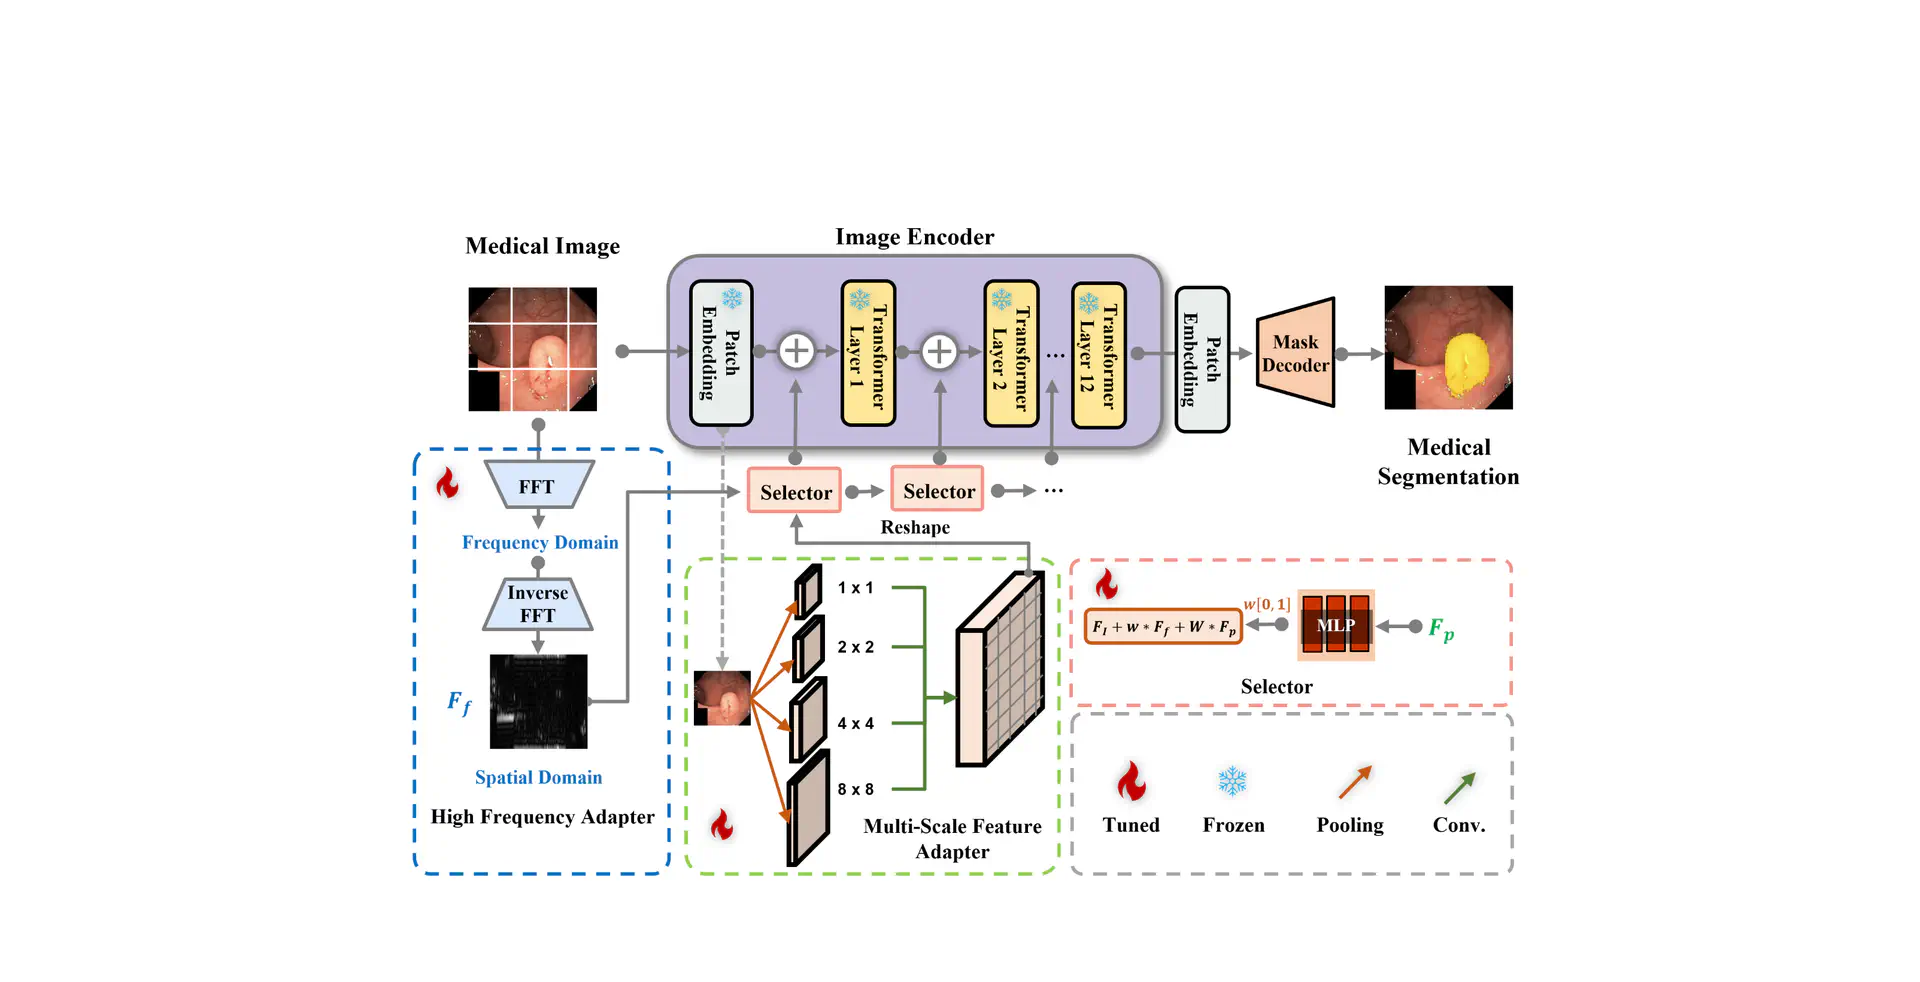 Medical Image
Image Encoder
Patch
Embedding
Transformer
Layer 1
Transformer
Layer 2
...
Transformer
Layer 12
Patch
Embedding
Mask
Decoder
Medical
Segmentation
FFT
Frequency Domain
Inverse
FFT
F_f
Spatial Domain
High Frequency Adapter
Selector
Selector
...
Reshape
1 x 1
2 x 2
4 x 4
8 x 8
Multi-Scale Feature
Adapter
F_I + w * F_f + W * F_p
w[0, 1]
MLP
F_p
Selector
Tuned
Frozen
Pooling
Conv.